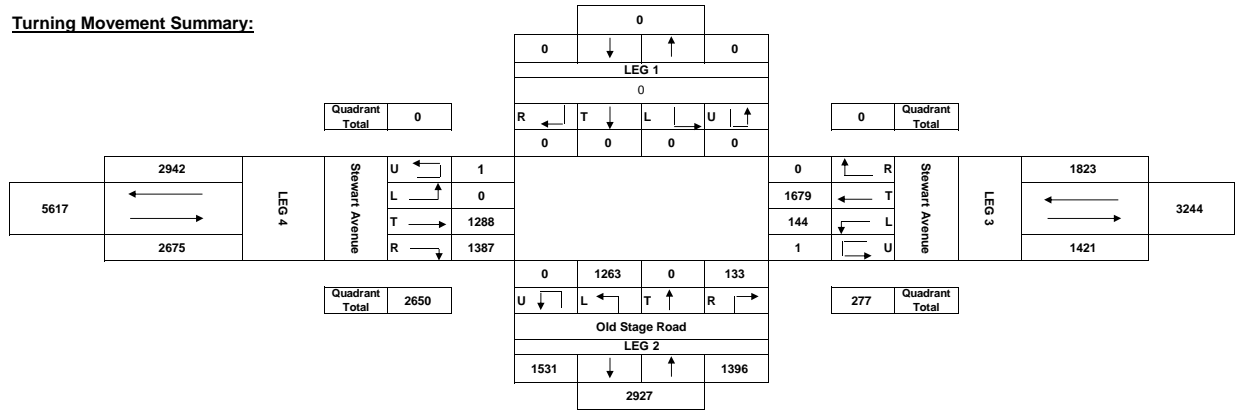 Turning Movement Summary:
0
0 0
LEG 1
0
Quadrant Total 0
R T L U
0 Quadrant Total
0 0 0 0
2942
U 1
0 R
1823
5617
LEG 4
Stewart Avenue
L 0
1679 T
Stewart Avenue
LEG 3
3244
T 1288
144 L
2675
R 1387
1 U
1421
0 1263 0 133
Quadrant Total 2650
U L T R
277 Quadrant Total
Old Stage Road
LEG 2
1531 1396
2927